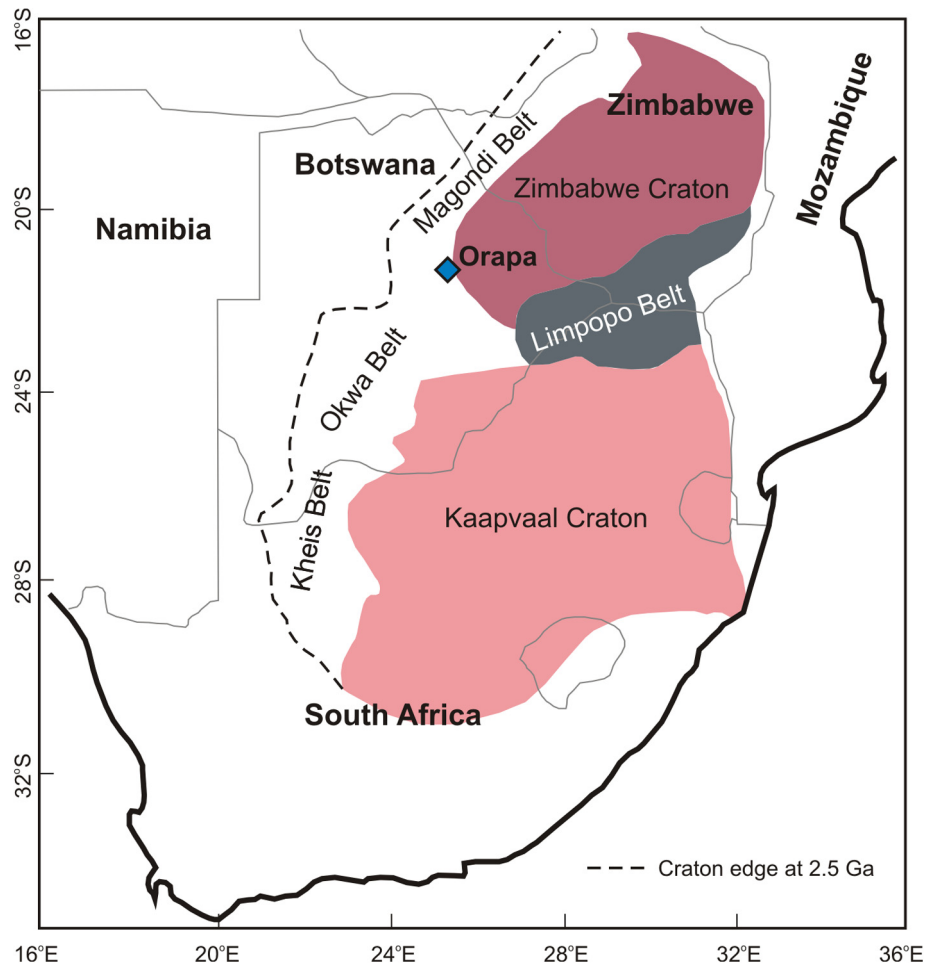 16°S
Zimbabwe
Mozambique
Botswana
Magondi Belt
Zimbabwe Craton
20°S
Namibia
Orapa
Limpopo Belt
Okwa Belt
24°S
Kaapvaal Craton
Kheis Belt
28°S
South Africa
32°S
Craton edge at 2.5 Ga
16°E
20°E
24°E
28°E
32°E
36°E